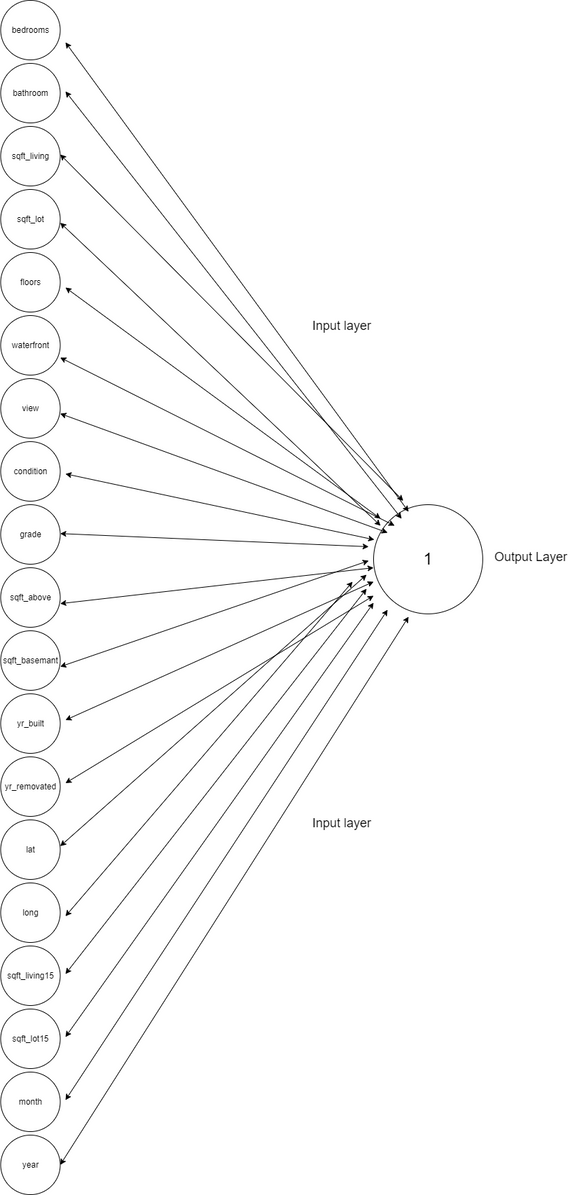 bedrooms
bathroom
sqft_living
sqft_lot
floors
Input layer
waterfront
view
condition
grade
1
Output Layer
sqft_above
sqft_basemant
yr_built
yr_removated
Input layer
lat
long
sqft_living15
sqft_lot15
month
year